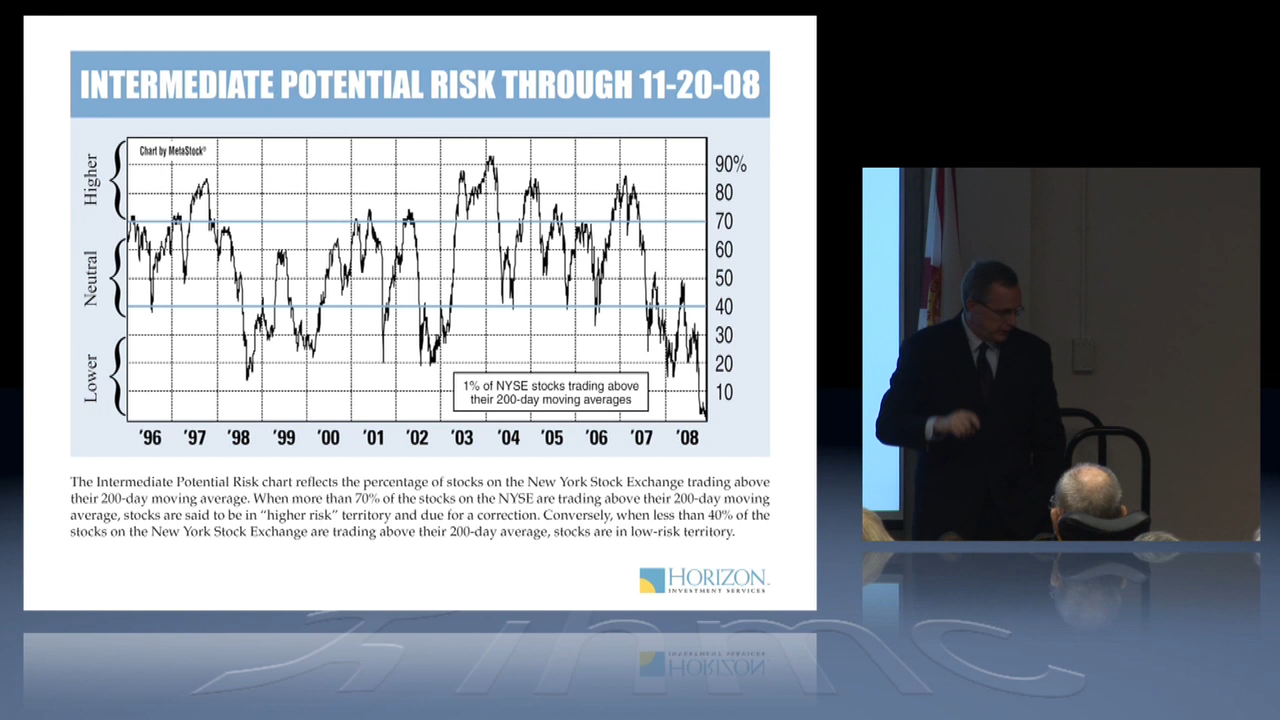 INTERMEDIATE POTENTIAL RISK THROUGH 11-20-08
Chart by MetaStock®
Higher
Neutral
Lower
90%
80
70
60
50
40
30
20
10
1% of NYSE stocks trading above
their 200-day moving averages
'96 '97 '98 '99 '00 '01 '02 '03 '04 '05 '06 '07 '08
The Intermediate Potential Risk chart reflects the percentage of stocks on the New York Stock Exchange trading above
their 200-day moving average. When more than 70% of the stocks on the NYSE are trading above their 200-day moving
average, stocks are said to be in “higher risk” territory and due for a correction. Conversely, when less than 40% of the
stocks on the New York Stock Exchange are trading above their 200-day average, stocks are in low-risk territory.
HORIZON
INVESTMENT SERVICES
ihmc